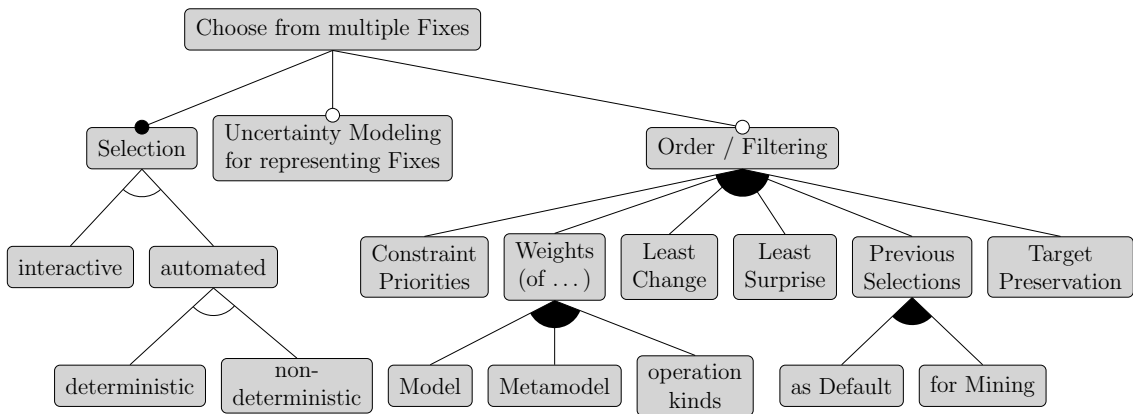 Choose from multiple Fixes
Selection
Uncertainty Modeling
for representing Fixes
Order / Filtering
interactive
automated
Constraint
Priorities
Weights
(of …)
Least
Change
Least
Surprise
Previous
Selections
Target
Preservation
deterministic
non-
deterministic
Model
Metamodel
operation
kinds
as Default
for Mining